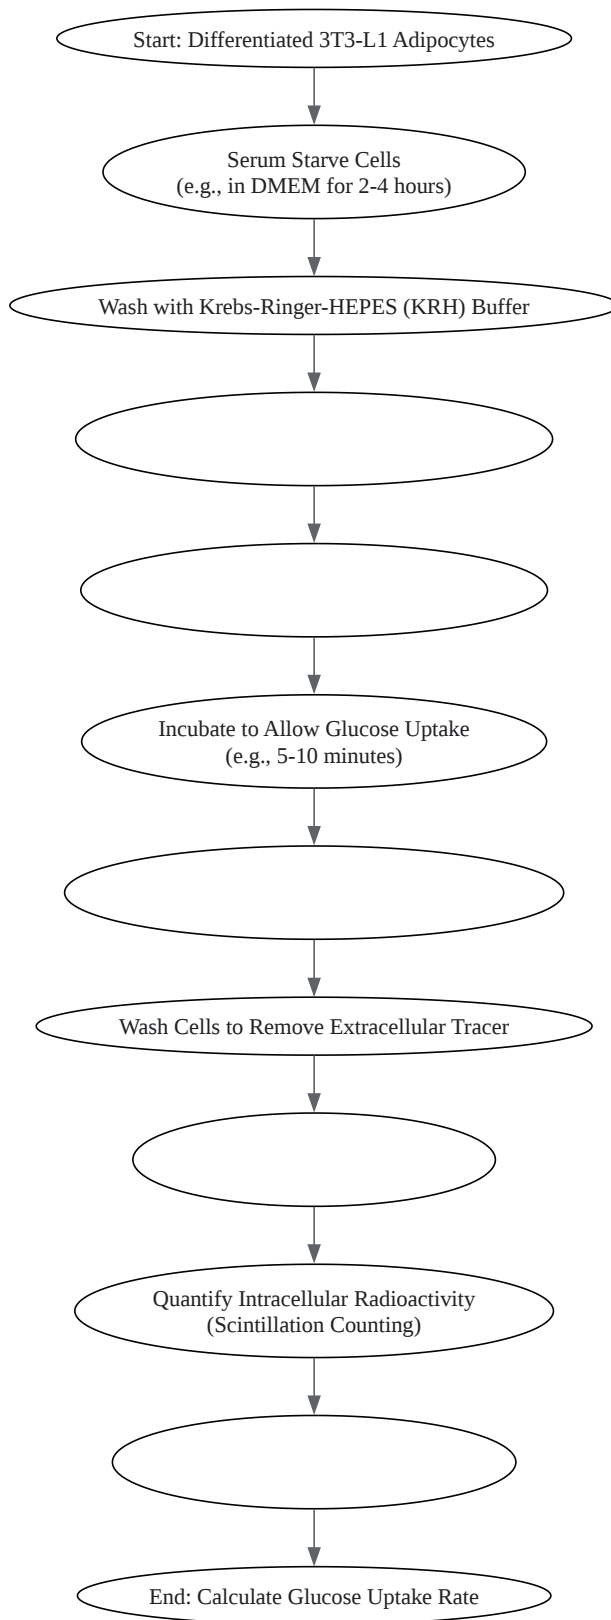 Start: Differentiated 3T3-L1 Adipocytes
Serum Starve Cells
(e.g., in DMEM for 2-4 hours)
Wash with Krebs-Ringer-HEPES (KRH) Buffer
Incubate to Allow Glucose Uptake
(e.g., 5-10 minutes)
Wash Cells to Remove Extracellular Tracer
Quantify Intracellular Radioactivity
(Scintillation Counting)
End: Calculate Glucose Uptake Rate